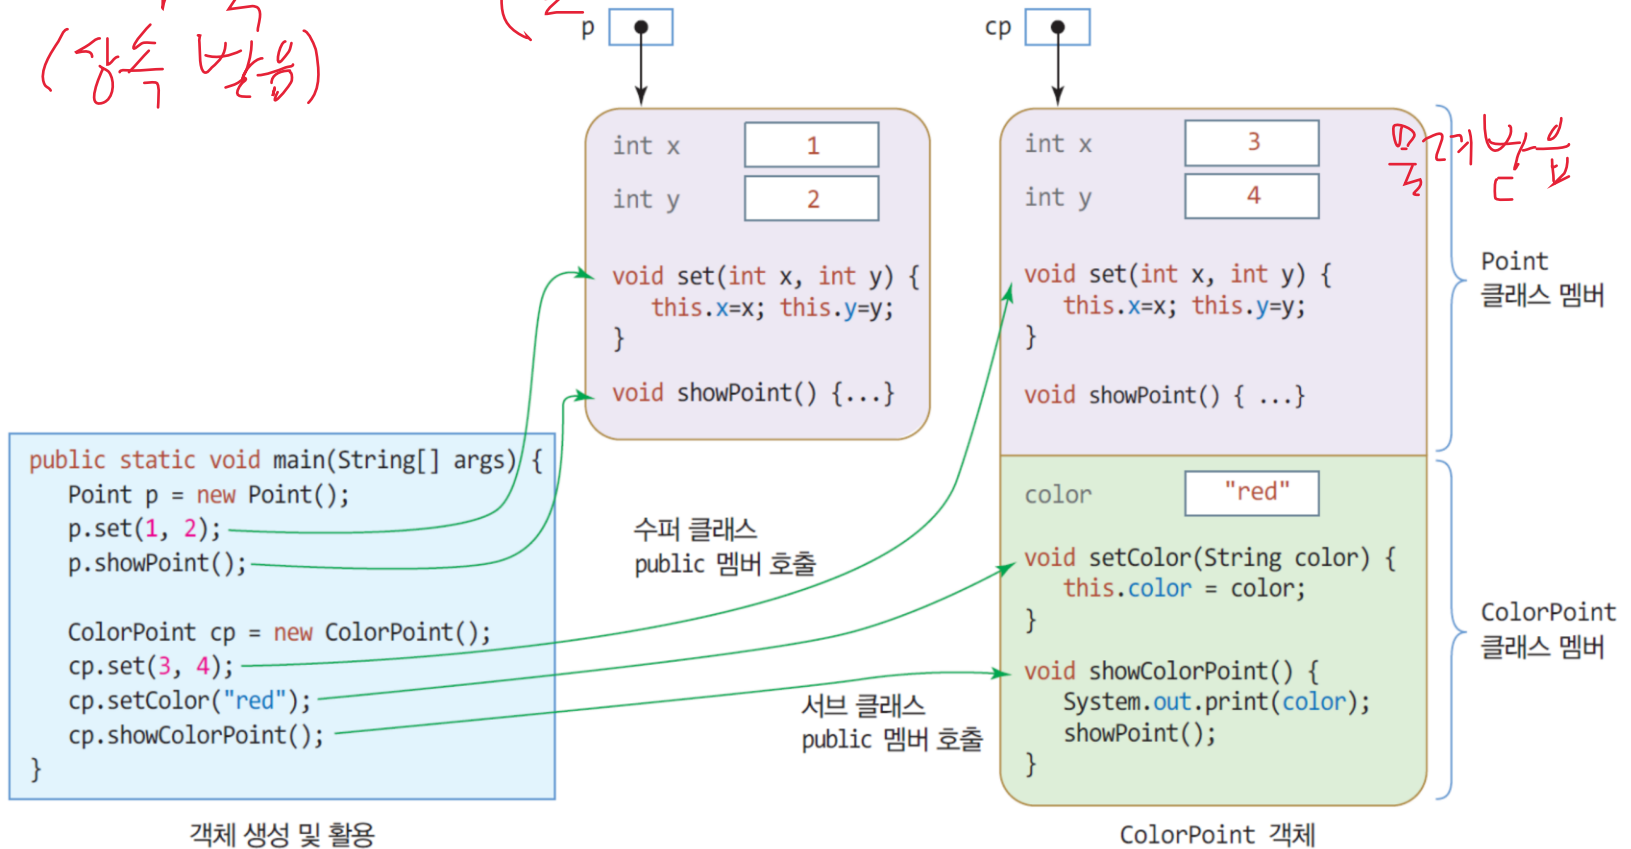 (상속 받음)
p
cp
int x 1
int y 2
void set(int x, int y) {
this.x=x; this.y=y;
}
void showPoint() {...}
int x 3
int y 4
물려받음
void set(int x, int y) {
this.x=x; this.y=y;
}
void showPoint() { ...}
Point
클래스 멤버
public static void main(String[] args) {
Point p = new Point();
p.set(1, 2);
p.showPoint();
ColorPoint cp = new ColorPoint();
cp.set(3, 4);
cp.setColor("red");
cp.showColorPoint();
}
수퍼 클래스
public 멤버 호출
서브 클래스
public 멤버 호출
color "red"
void setColor(String color) {
this.color = color;
}
void showColorPoint() {
System.out.print(color);
showPoint();
}
ColorPoint
클래스 멤버
객체 생성 및 활용
ColorPoint 객체